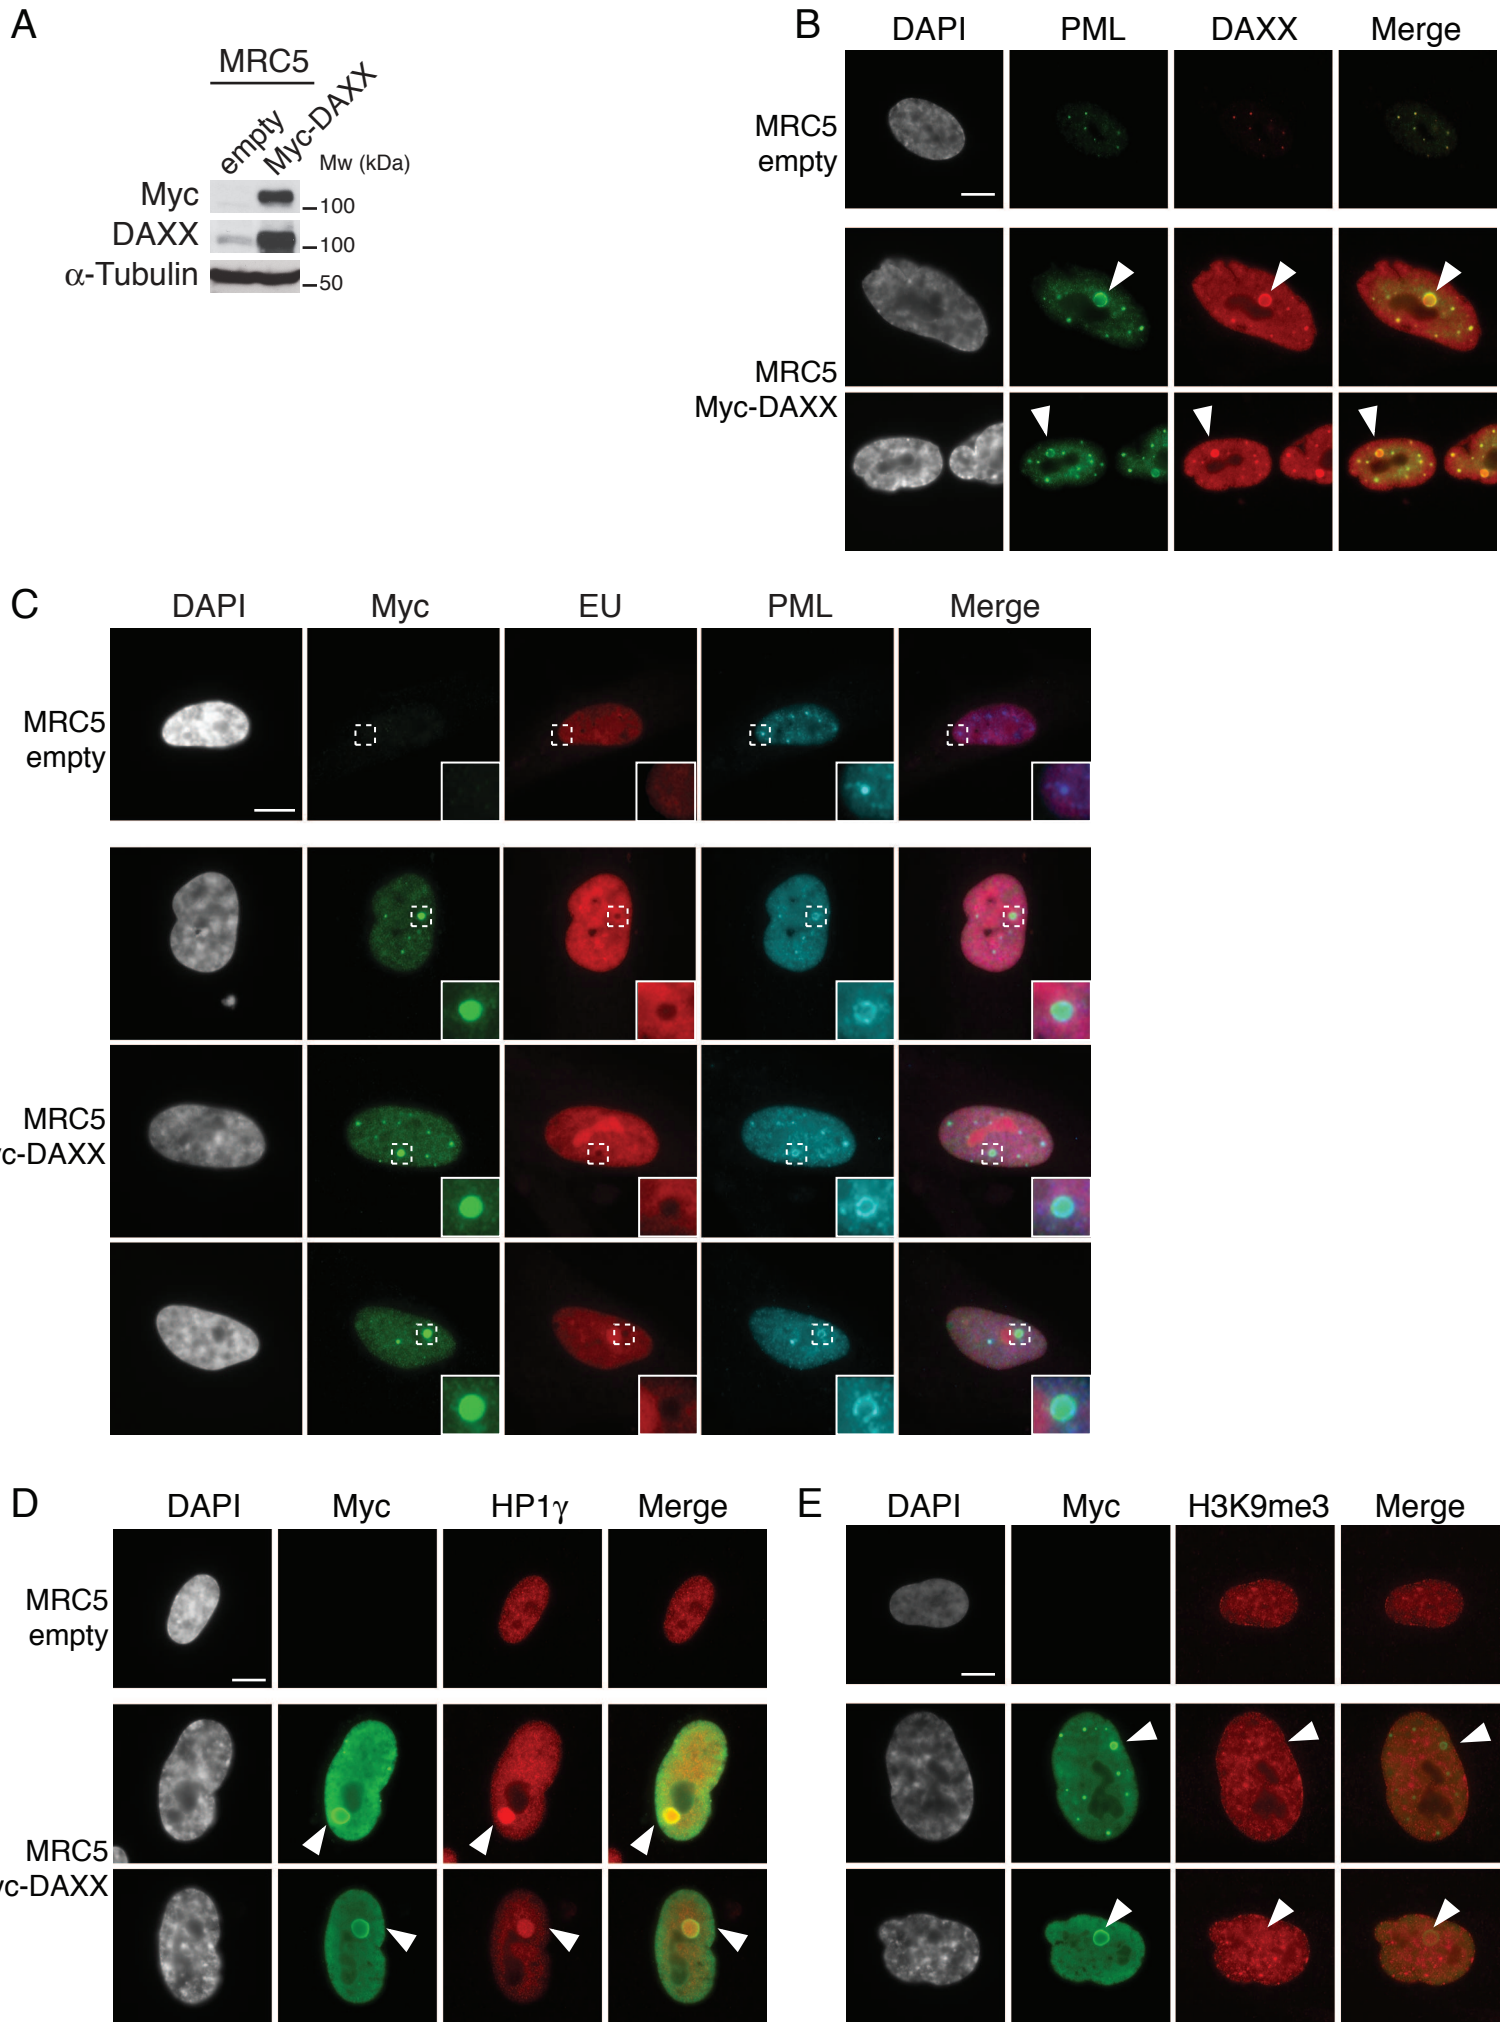 A
MRC5
empty
Myc-DAXX
Mw (kDa)
Myc
100
DAXX
100
α-Tubulin
50
B
DAPI PML DAXX Merge
MRC5
empty
MRC5
Myc-DAXX
C
DAPI Myc EU PML Merge
MRC5
empty
MRC5
c-DAXX
D
DAPI Myc HP1γ Merge
MRC5
empty
MRC5
yc-DAXX
E
DAPI Myc H3K9me3 Merge